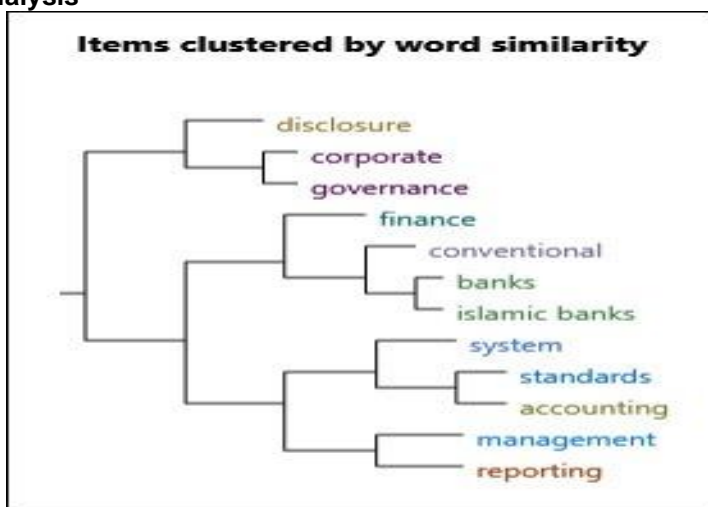 Items clustered by word similarity
disclosure
corporate
governance
finance
conventional
banks
islamic banks
system
standards
accounting
management
reporting